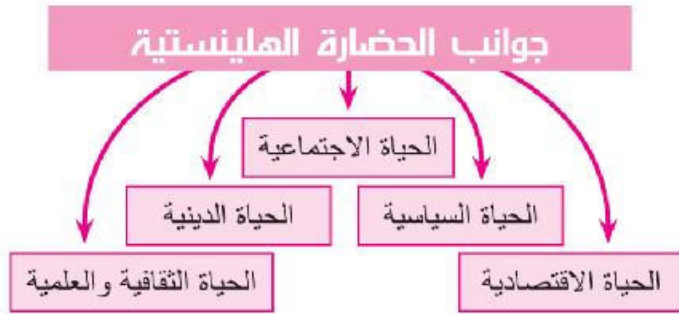 جوانب الحضارة الهلينستية
الحياة الاجتماعية
الحياة السياسية
الحياة الدينية
الحياة الاقتصادية
الحياة الثقافية والعلمية